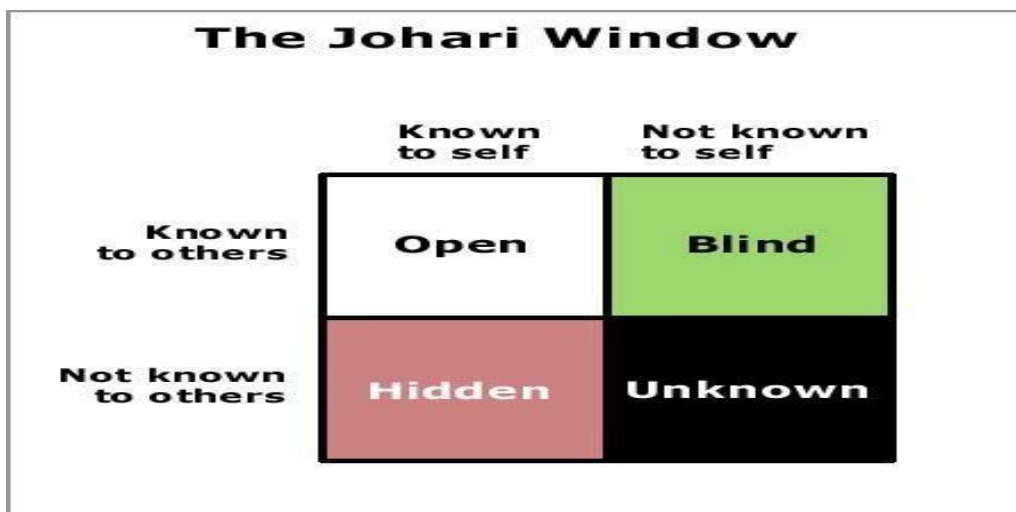 The Johari Window
Known
to self
Not known
to self
Known
to others
Open
Blind
Not known
to others
Hidden
Unknown